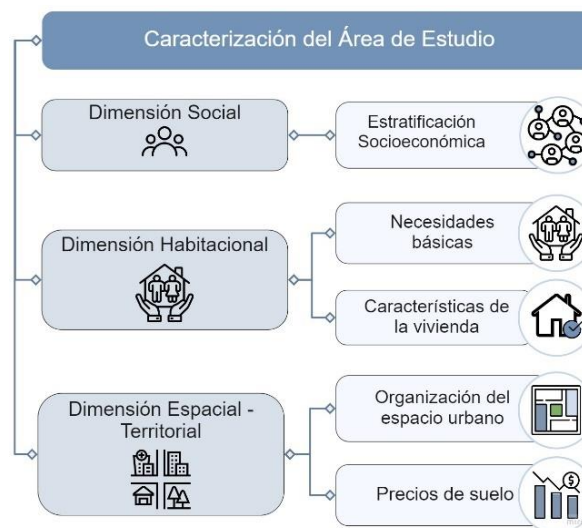 Caracterización del Área de Estudio
Dimensión Social
Estratificación
Socioeconómica
Dimensión Habitacional
Necesidades
básicas
Características de
la vivienda
Dimensión Espacial -
Territorial
Organización del
espacio urbano
Precios de suelo
$